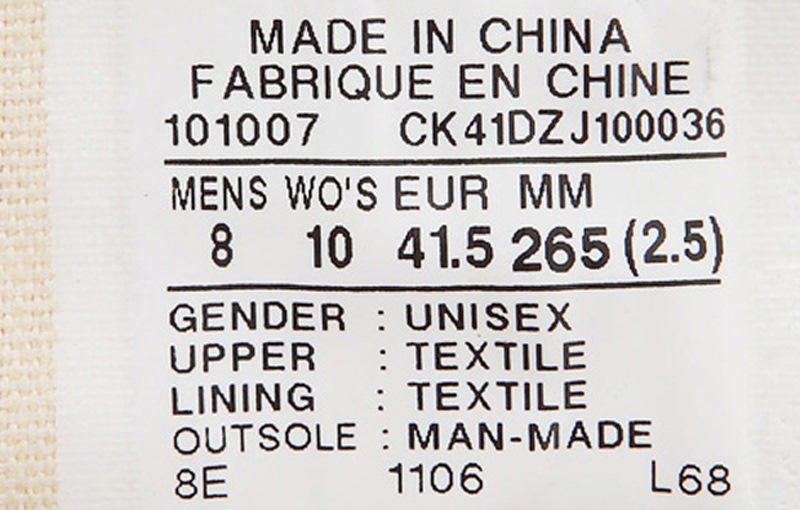 MADE IN CHINA
FABRIQUE EN CHINE
101007 CK41DZJ100036
MENS WO'S EUR MM
8 10 41.5 265 (2.5)
GENDER : UNISEX
UPPER : TEXTILE
LINING : TEXTILE
OUTSOLE : MAN-MADE
8E 1106 L68